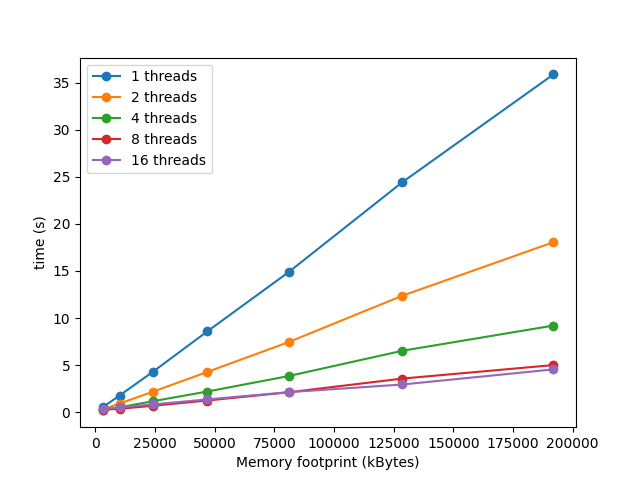 1 threads
2 threads
4 threads
8 threads
16 threads
time (s)
35
30
25
20
15
10
5
0
0 25000 50000 75000 100000 125000 150000 175000 200000
Memory footprint (kBytes)